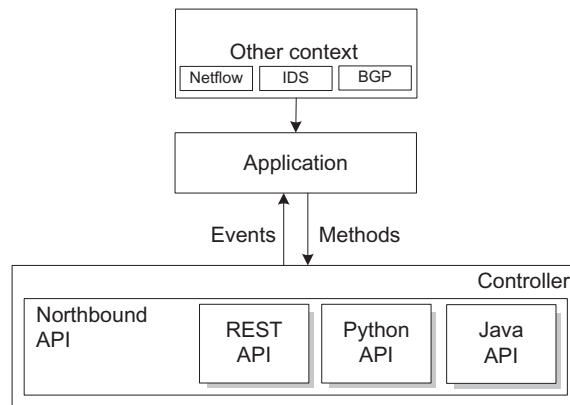 Other context
Netflow
IDS
BGP
Application
Events
Methods
Controller
Northbound
API
REST
API
Python
API
Java
API